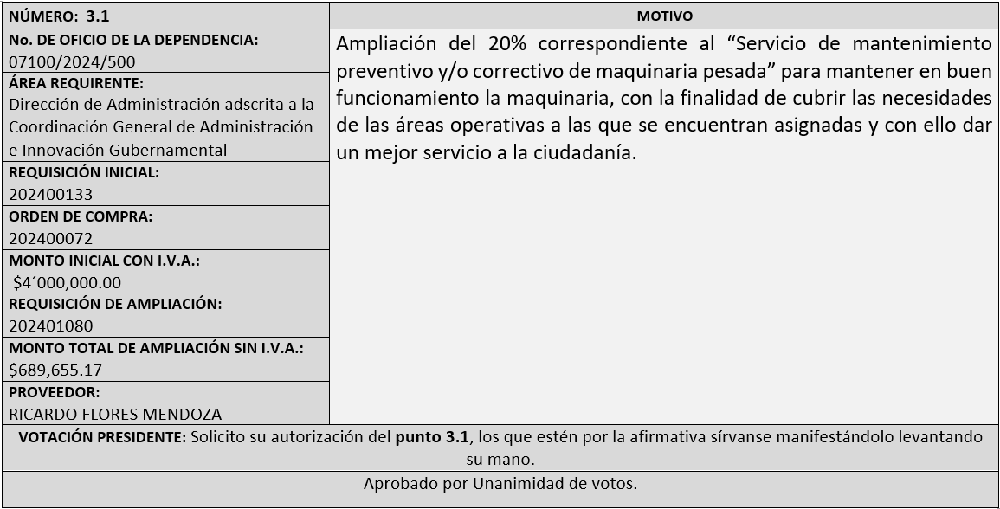 NÚMERO: 3.1
MOTIVO
No. DE OFICIO DE LA DEPENDENCIA:
07100/2024/500
ÁREA REQUIRENTE:
Dirección de Administración adscrita a la
Coordinación General de Administración
e Innovación Gubernamental
REQUISICIÓN INICIAL:
202400133
ORDEN DE COMPRA:
202400072
MONTO INICIAL CON I.V.A.:
$4´000,000.00
REQUISICIÓN DE AMPLIACIÓN:
202401080
MONTO TOTAL DE AMPLIACIÓN SIN I.V.A.:
$689,655.17
PROVEEDOR:
RICARDO FLORES MENDOZA
Ampliación del 20% correspondiente al “Servicio de mantenimiento
preventivo y/o correctivo de maquinaria pesada” para mantener en buen
funcionamiento la maquinaria, con la finalidad de cubrir las necesidades
de las áreas operativas a las que se encuentran asignadas y con ello dar
un mejor servicio a la ciudadanía.
VOTACIÓN PRESIDENTE: Solicito su autorización del punto 3.1, los que estén por la afirmativa sírvanse manifestándolo levantando
su mano.
Aprobado por Unanimidad de votos.